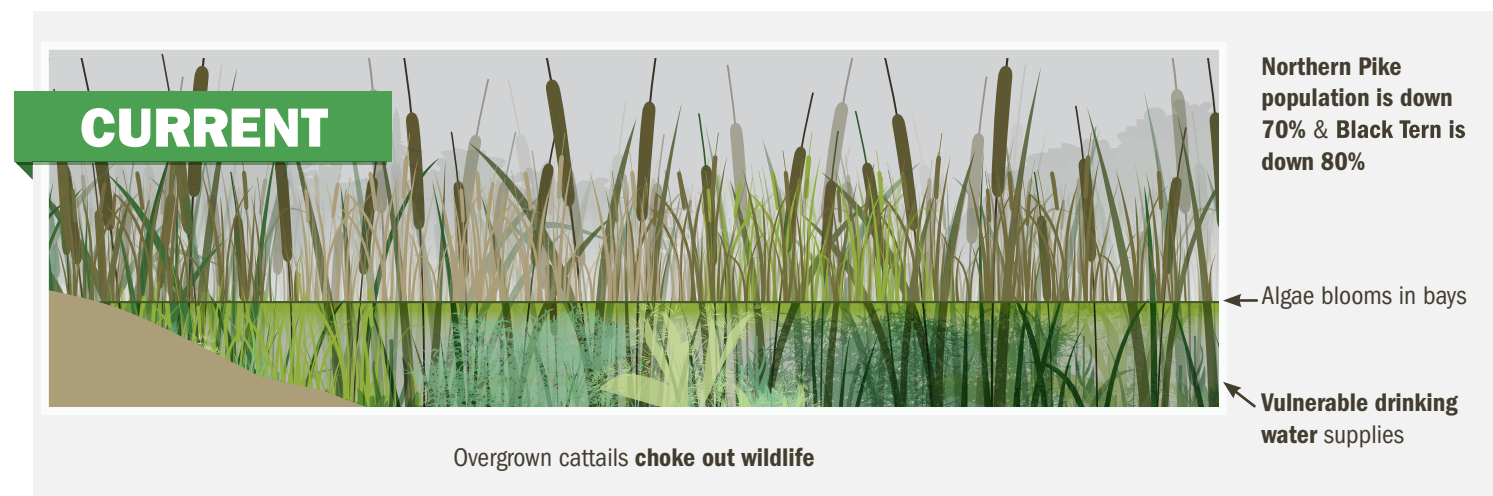 CURRENT
Northern Pike
population is down
70% & Black Tern is
down 80%
Algae blooms in bays
Vulnerable drinking
water supplies
Overgrown cattails choke out wildlife